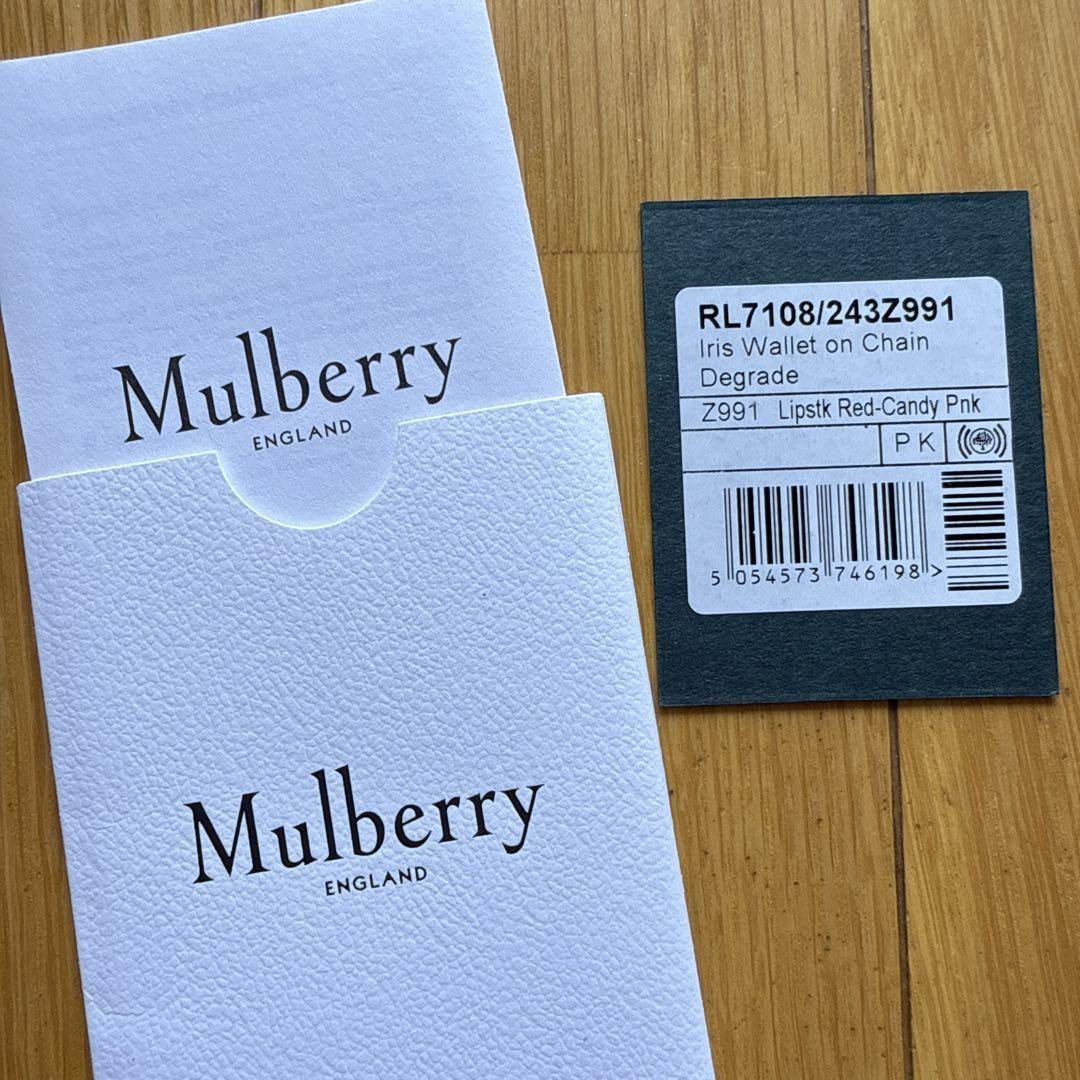 Mulberry
ENGLAND
Mulberry
ENGLAND
RL7108/243Z991
Iris Wallet on Chain
Degrade
Z991 Lipstk Red-Candy Pnk
PK
5 054573 746198 >